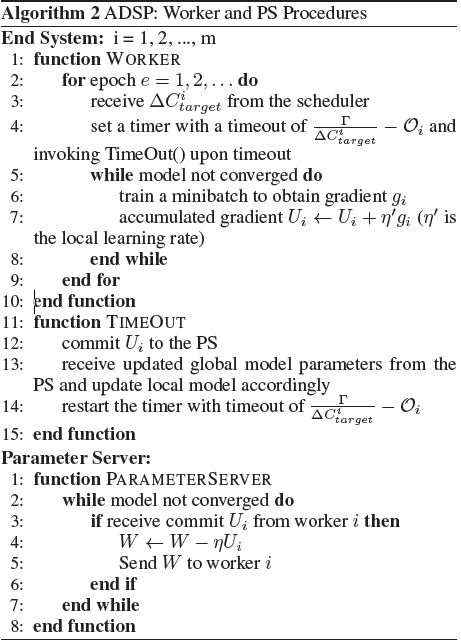 Algorithm 2 ADSP: Worker and PS Procedures
End System: i = 1, 2, ..., m
1: function WORKER
2: for epoch e = 1, 2, . . . do
3: receive ΔC^i_{target} from the scheduler
4: set a timer with a timeout of Γ/ΔC^i_{target} − O_i and
invoking TimeOut() upon timeout
5: while model not converged do
6: train a minibatch to obtain gradient g_i
7: accumulated gradient U_i ← U_i + η′g_i (η′ is
the local learning rate)
8: end while
9: end for
10: end function
11: function TIMEOUT
12: commit U_i to the PS
13: receive updated global model parameters from the
PS and update local model accordingly
14: restart the timer with timeout of Γ/ΔC^i_{target} − O_i
15: end function
Parameter Server:
1: function PARAMETERSERVER
2: while model not converged do
3: if receive commit U_i from worker i then
4: W ← W − ηU_i
5: Send W to worker i
6: end if
7: end while
8: end function